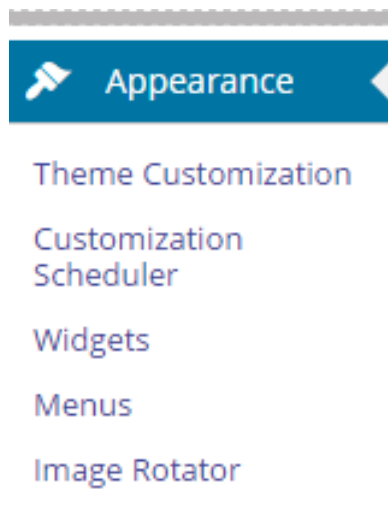 Appearance
Theme Customization
Customization
Scheduler
Widgets
Menus
Image Rotator